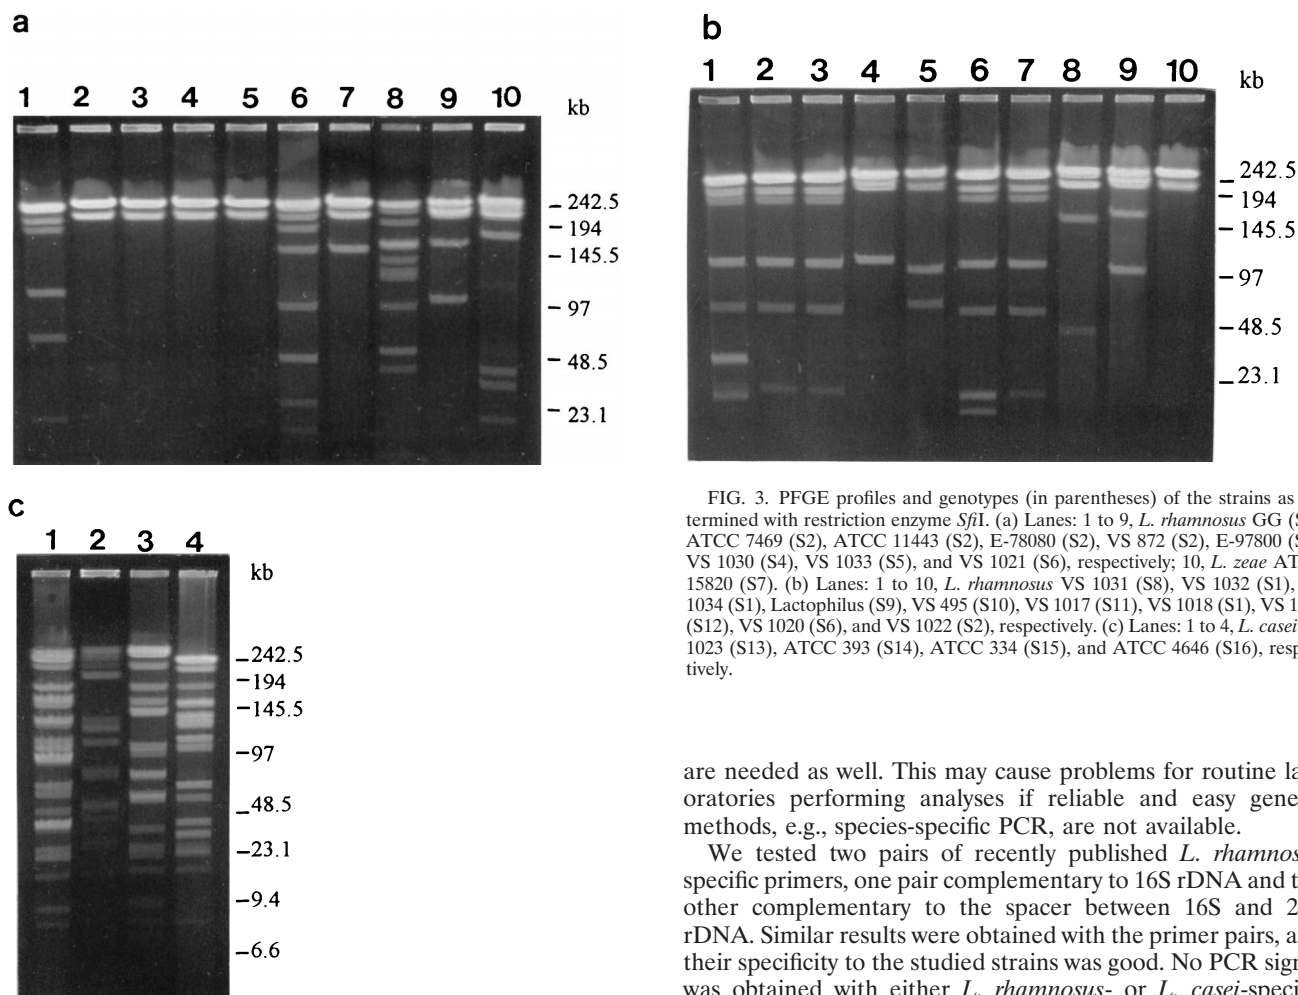 a
1 2 3 4 5 6 7 8 9 10
kb
242.5
194
145.5
97
48.5
23.1
b
1 2 3 4 5 6 7 8 9 10
kb
242.5
194
145.5
97
48.5
23.1
c
1 2 3 4
kb
242.5
194
145.5
97
48.5
23.1
9.4
6.6
FIG. 3. PFGE profiles and genotypes (in parentheses) of the strains as
termined with restriction enzyme SfiI. (a) Lanes: 1 to 9, L. rhamnosus GG (S
ATCC 7469 (S2), ATCC 11443 (S2), E-78080 (S2), VS 872 (S2), E-97800 (S
VS 1030 (S4), VS 1033 (S5), and VS 1021 (S6), respectively; 10, L. zeae AT
15820 (S7). (b) Lanes: 1 to 10, L. rhamnosus VS 1031 (S8), VS 1032 (S1),
1034 (S1), Lactophilus (S9), VS 495 (S10), VS 1017 (S11), VS 1018 (S1), VS 1
(S12), VS 1020 (S6), and VS 1022 (S2), respectively. (c) Lanes: 1 to 4, L. casei
1023 (S13), ATCC 393 (S14), ATCC 334 (S15), and ATCC 4646 (S16), resp
tively.
are needed as well. This may cause problems for routine la
oratories performing analyses if reliable and easy gene
methods, e.g., species-specific PCR, are not available.
We tested two pairs of recently published L. rhamnos
specific primers, one pair complementary to 16S rDNA and t
other complementary to the spacer between 16S and 2
rDNA. Similar results were obtained with the primer pairs, a
their specificity to the studied strains was good. No PCR sign
was obtained with either L. rhamnosus- or L. casei-speci